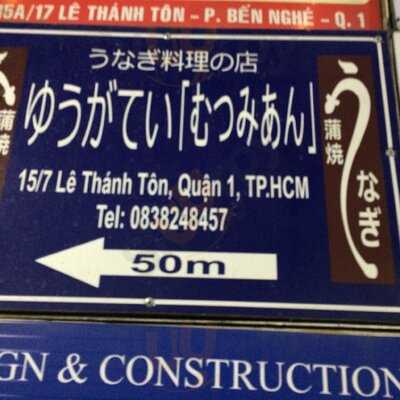 15A/17 LÊ THÁNH TÔN - P. BẾN NGHÉ - Q. 1
うなぎ料理の店
ゆうがてい「むつみあん」
15/7 Lê Thánh Tôn, Quận 1, TP.HCM
Tel: 0838248457
50m
蒲焼
うなぎ
蒲焼
GN & CONSTRUCTION